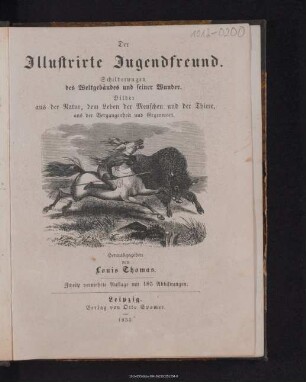 1012-0300
Der
Illustrirte Jugendfreund.
Schilderungen
des Weltgebäudes und seiner Wunder.
Bilder
aus der Natur, dem Leben der Menschen und der Thiere,
aus der Vergangenheit und Gegenwart.
Herausgegeben
von
Louis Thomas.
Zweite vermehrte Auflage mit 185 Abbildungen.
Leipzig.
Verlag von Otto Spamer.